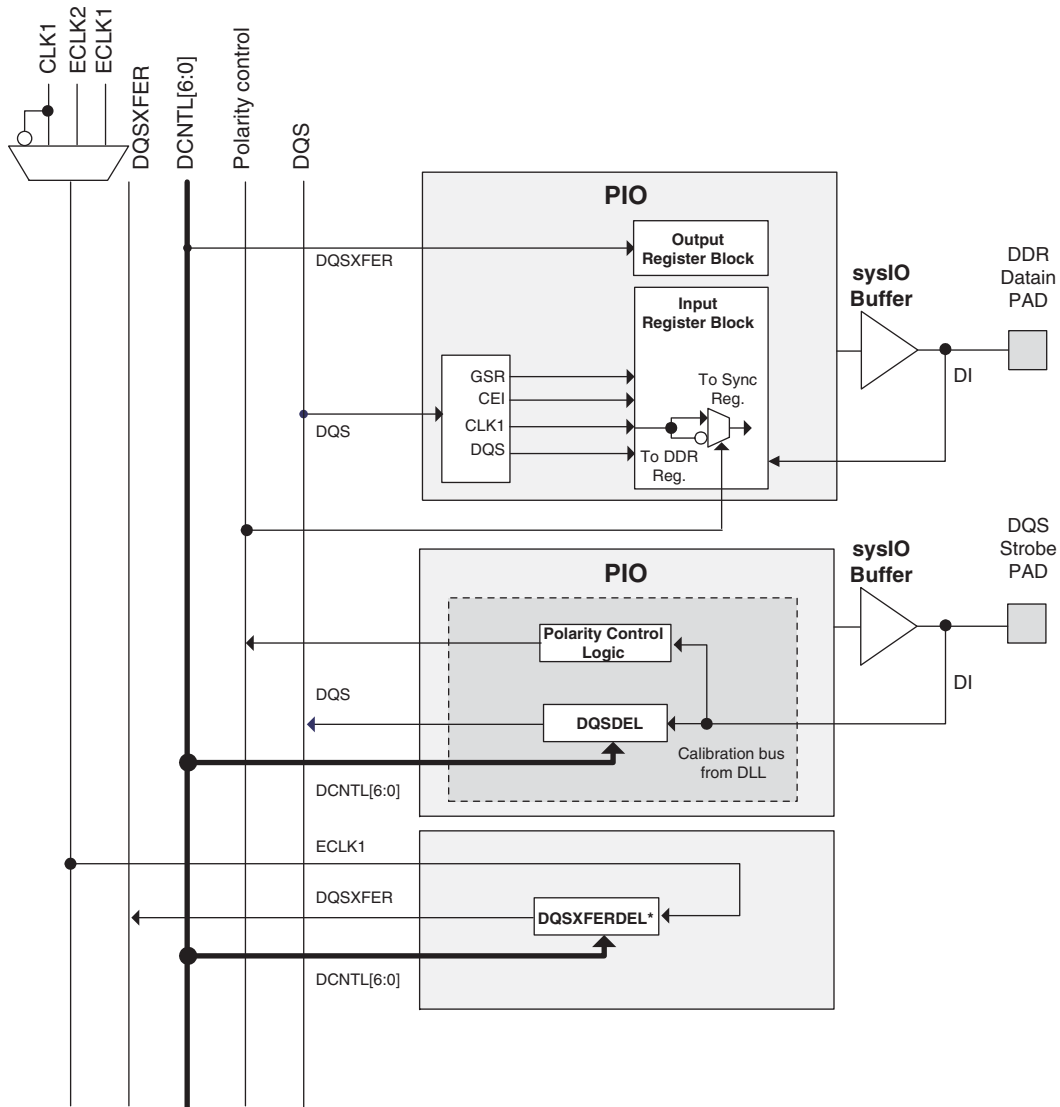 CLK1
ECLK2
ECLK1
DQSXFER
DCNTL[6:0]
Polarity control
DQS
PIO
DQSXFER
Output
Register Block
Input
Register Block
GSR
CEI
CLK1
DQS
To Sync
Reg.
To DDR
Reg.
DQS
sysIO
Buffer
DDR
Datain
PAD
DI
PIO
Polarity Control
Logic
DQS
DQSDEL
Calibration bus
from DLL
DCNTL[6:0]
sysIO
Buffer
DQS
Strobe
PAD
DI
ECLK1
DQSXFER
DQSXFERDEL*
DCNTL[6:0]